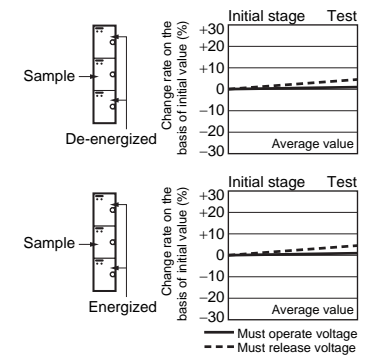 Initial stage Test
Change rate on the
basis of initial value (%)
+30
+20
+10
0
−10
−20
−30
Average value
Sample
De-energized
Initial stage Test
Change rate on the
basis of initial value (%)
+30
+20
+10
0
−10
−20
−30
Average value
Sample
Energized
Must operate voltage
Must release voltage